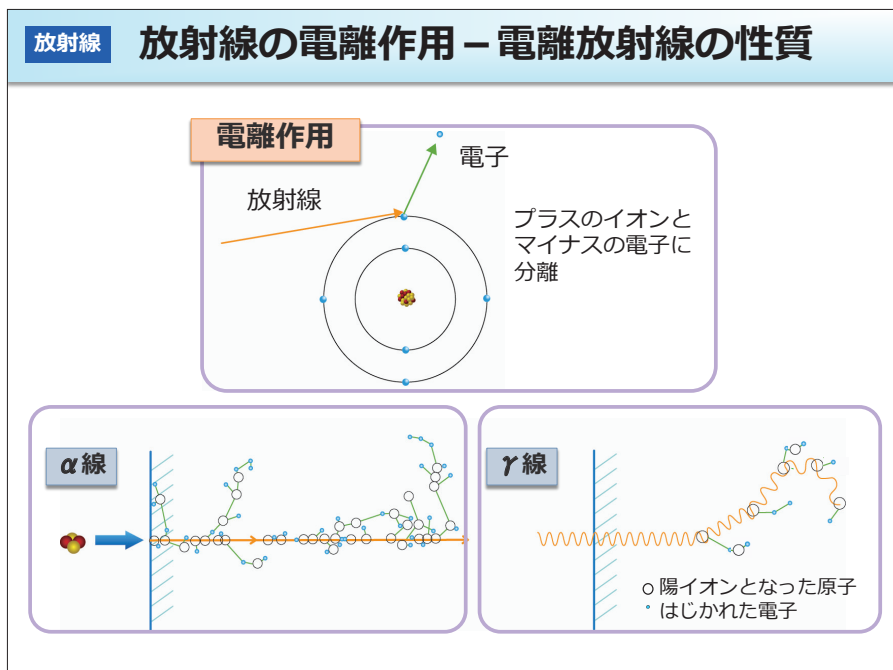 放射線
放射線の電離作用 – 電離放射線の性質
電離作用
電子
放射線
プラスのイオンと
マイナスの電子に
分離
α線
γ線
陽イオンとなった原子
はじかれた電子